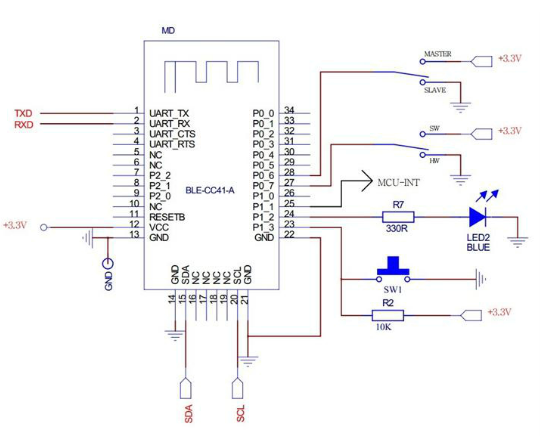 MD
MASTER
+3.3V
SLAVE
TXD
RXD
1 UART_TX P0_0 34
2 UART_RX P0_1 33
3 UART_CTS P0_2 32
4 UART_RTS P0_3 31
5 NC P0_4 30
6 NC P0_5 29
7 P2_2 P0_6 28
8 P2_1 P0_7 27
9 P2_0 P1_0 26
10 NC P1_1 25
11 RESETB P1_2 24
12 VCC P1_3 23
13 GND GND 22
BLE-CC41-A
SW
+3.3V
HW
MCU-INT
R7
330R
LED2
BLUE
+3.3V
GND
SW1
R2
10K
+3.3V
GND
SDA
NC
NC
NC
NC
SCL
GND
14
15
16
17
18
19
20
21
SDA
SCL